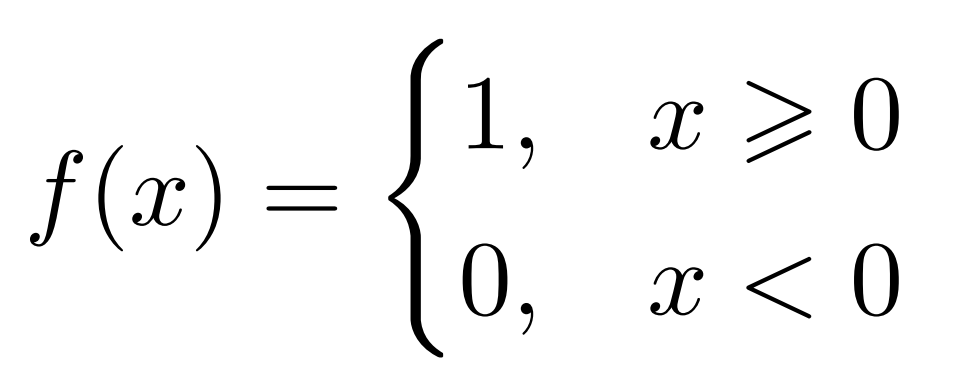 f(x) = { 1, x ⩾ 0
0, x < 0